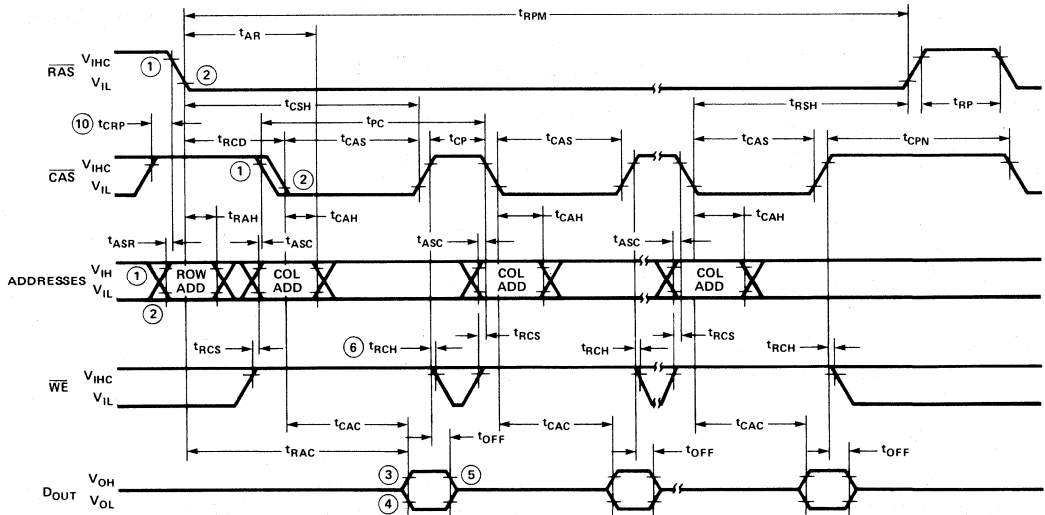 tRPM
tAR
RAS VIHC VIL 1 2
tCSH tRSH tRP
tPC
10 tCRP tRCD tCAS tCP tCAS tCAS tCPN
CAS VIHC VIL 1 2
tRAH tCAH tCAH tCAH
tASR tASC tASC tASC
ADDRESSES VIH VIL 1 2
ROW ADD
COL ADD
COL ADD
COL ADD
tRCS 6 tRCH tRCS tRCH tRCS tRCH
WE VIHC VIL
tCAC tOFF tCAC tOFF tCAC tOFF
tRAC
DOUT VOH VOL 3 4 5